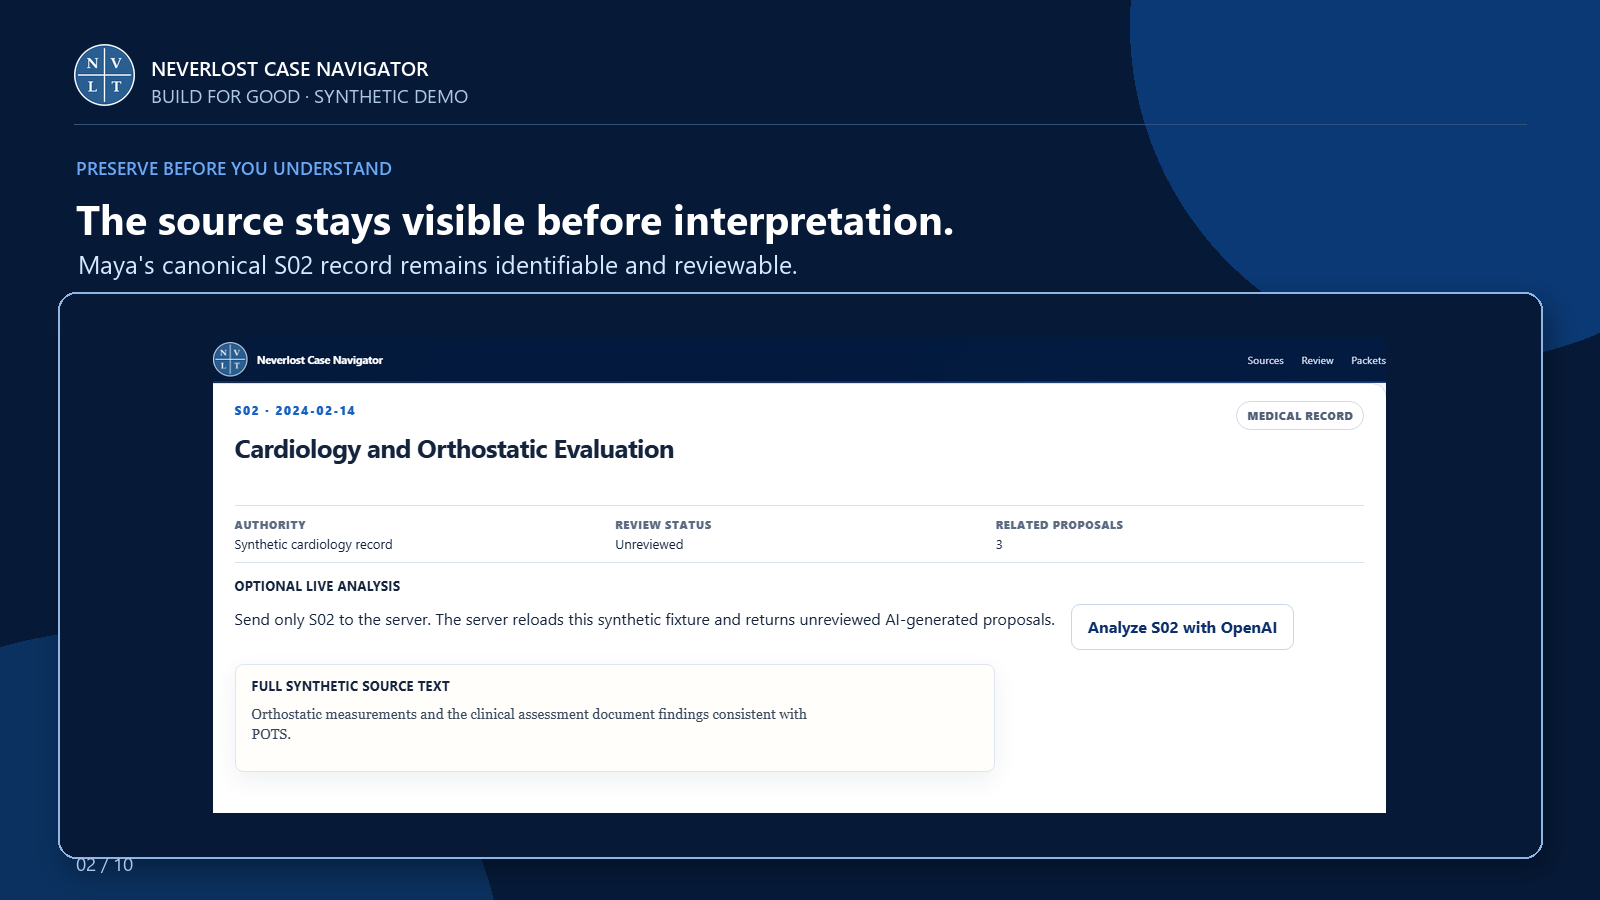 N V
L T
NEVERLOST CASE NAVIGATOR
BUILD FOR GOOD · SYNTHETIC DEMO
PRESERVE BEFORE YOU UNDERSTAND
The source stays visible before interpretation.
Maya's canonical S02 record remains identifiable and reviewable.
N V
L T
Neverlost Case Navigator
Sources Review Packets
S02 · 2024-02-14
MEDICAL RECORD
Cardiology and Orthostatic Evaluation
AUTHORITY
Synthetic cardiology record
REVIEW STATUS
Unreviewed
RELATED PROPOSALS
3
OPTIONAL LIVE ANALYSIS
Send only S02 to the server. The server reloads this synthetic fixture and returns unreviewed AI-generated proposals.
Analyze S02 with OpenAI
FULL SYNTHETIC SOURCE TEXT
Orthostatic measurements and the clinical assessment document findings consistent with
POTS.
02 / 10